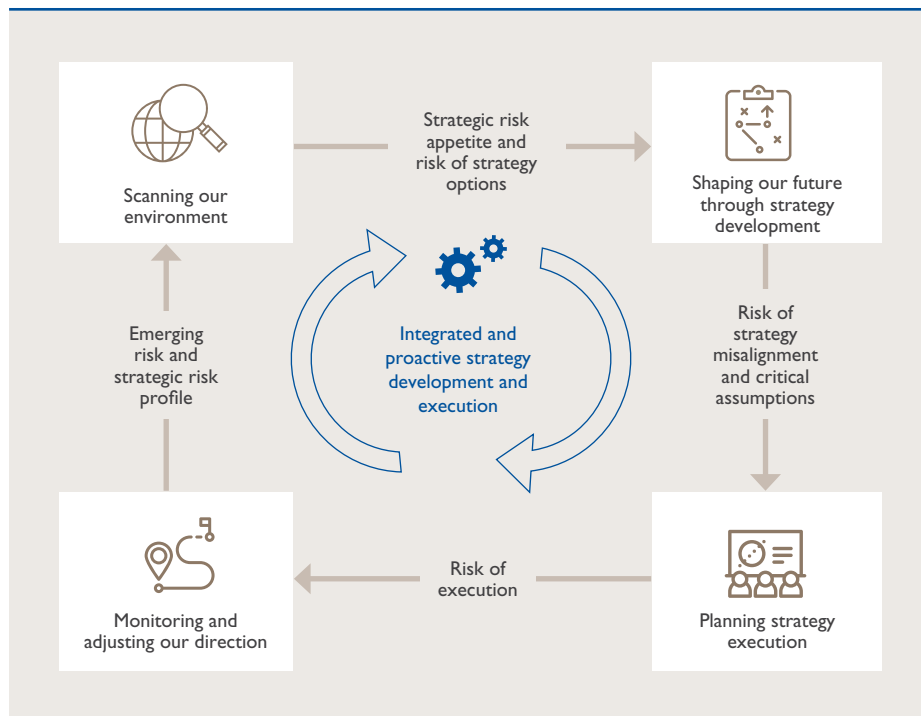 Scanning our
environment
Strategic risk
appetite and
risk of strategy
options
Shaping our future
through strategy
development
Integrated and
proactive strategy
development and
execution
Emerging
risk and
strategic risk
profile
Risk of
strategy
misalignment
and critical
assumptions
Monitoring and
adjusting our direction
Risk of
execution
Planning strategy
execution